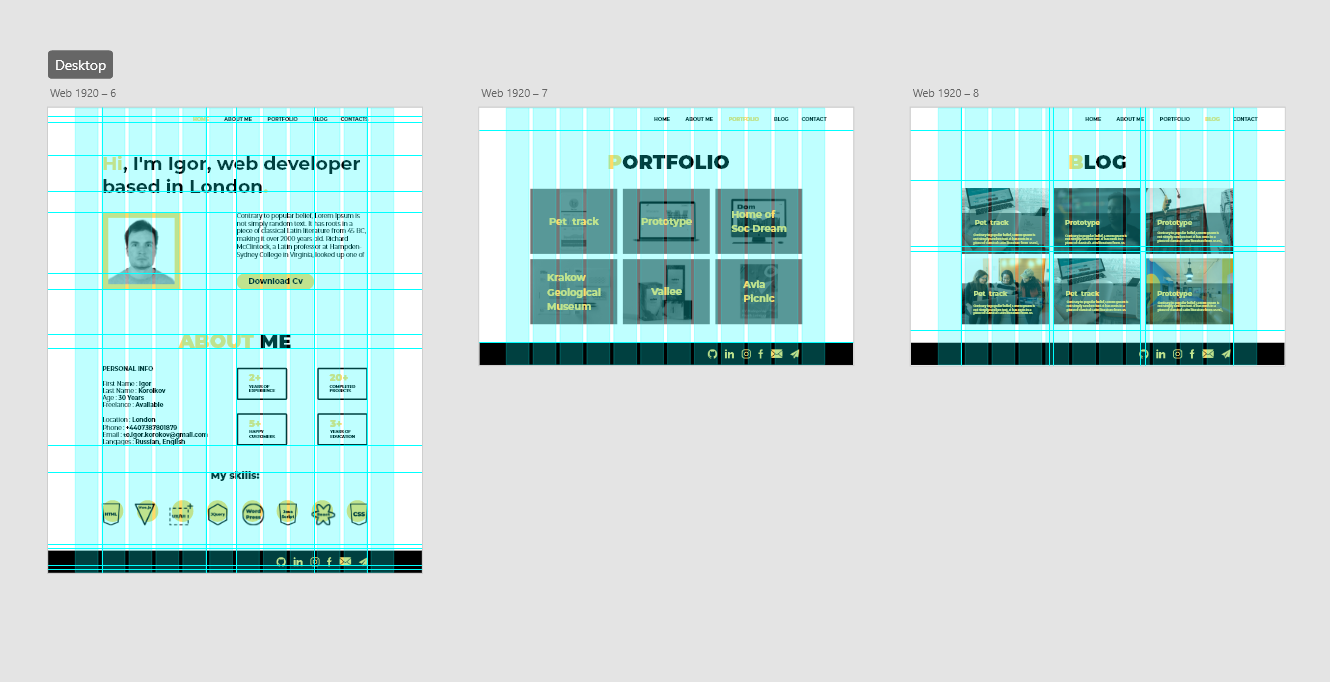 Desktop
Web 1920 – 6
HOME ABOUT ME PORTFOLIO BLOG CONTACTS
Hi, I'm Igor, web developer
based in London.
Contrary to popular belief, Lorem Ipsum is
not simply random text. It has roots in a
piece of classical Latin literature from 45 BC,
making it over 2000 years old. Richard
McClintock, a Latin professor at Hampden-
Sydney College in Virginia, looked up one of
Download Cv
ABOUT ME
PERSONAL INFO
First Name : Igor
Last Name : Korolkov
Age : 30 Years
Freelance : Available
Location : London
Phone : +4407387801879
Email : to.igor.korokov@gmail.com
Langages : Russian, English
2+
YEARS OF
EXPERIENCE
20+
COMPLETED
PROJECTS
5+
HAPPY
CUSTOMERS
3+
YEARS OF
EDUCATION
My skills:
HTML
JQuery
Word
Press
Java
Script
CSS
Web 1920 – 7
HOME ABOUT ME PORTFOLIO BLOG CONTACT
PORTFOLIO
Pet track
Prototype
Home of
Soc Dream
Krakow
Geological
Museum
Vallee
Avia
Picnic
Web 1920 – 8
HOME ABOUT ME PORTFOLIO BLOG CONTACT
BLOG
Pet track
Prototype
Prototype
Pet track
Pet track
Prototype